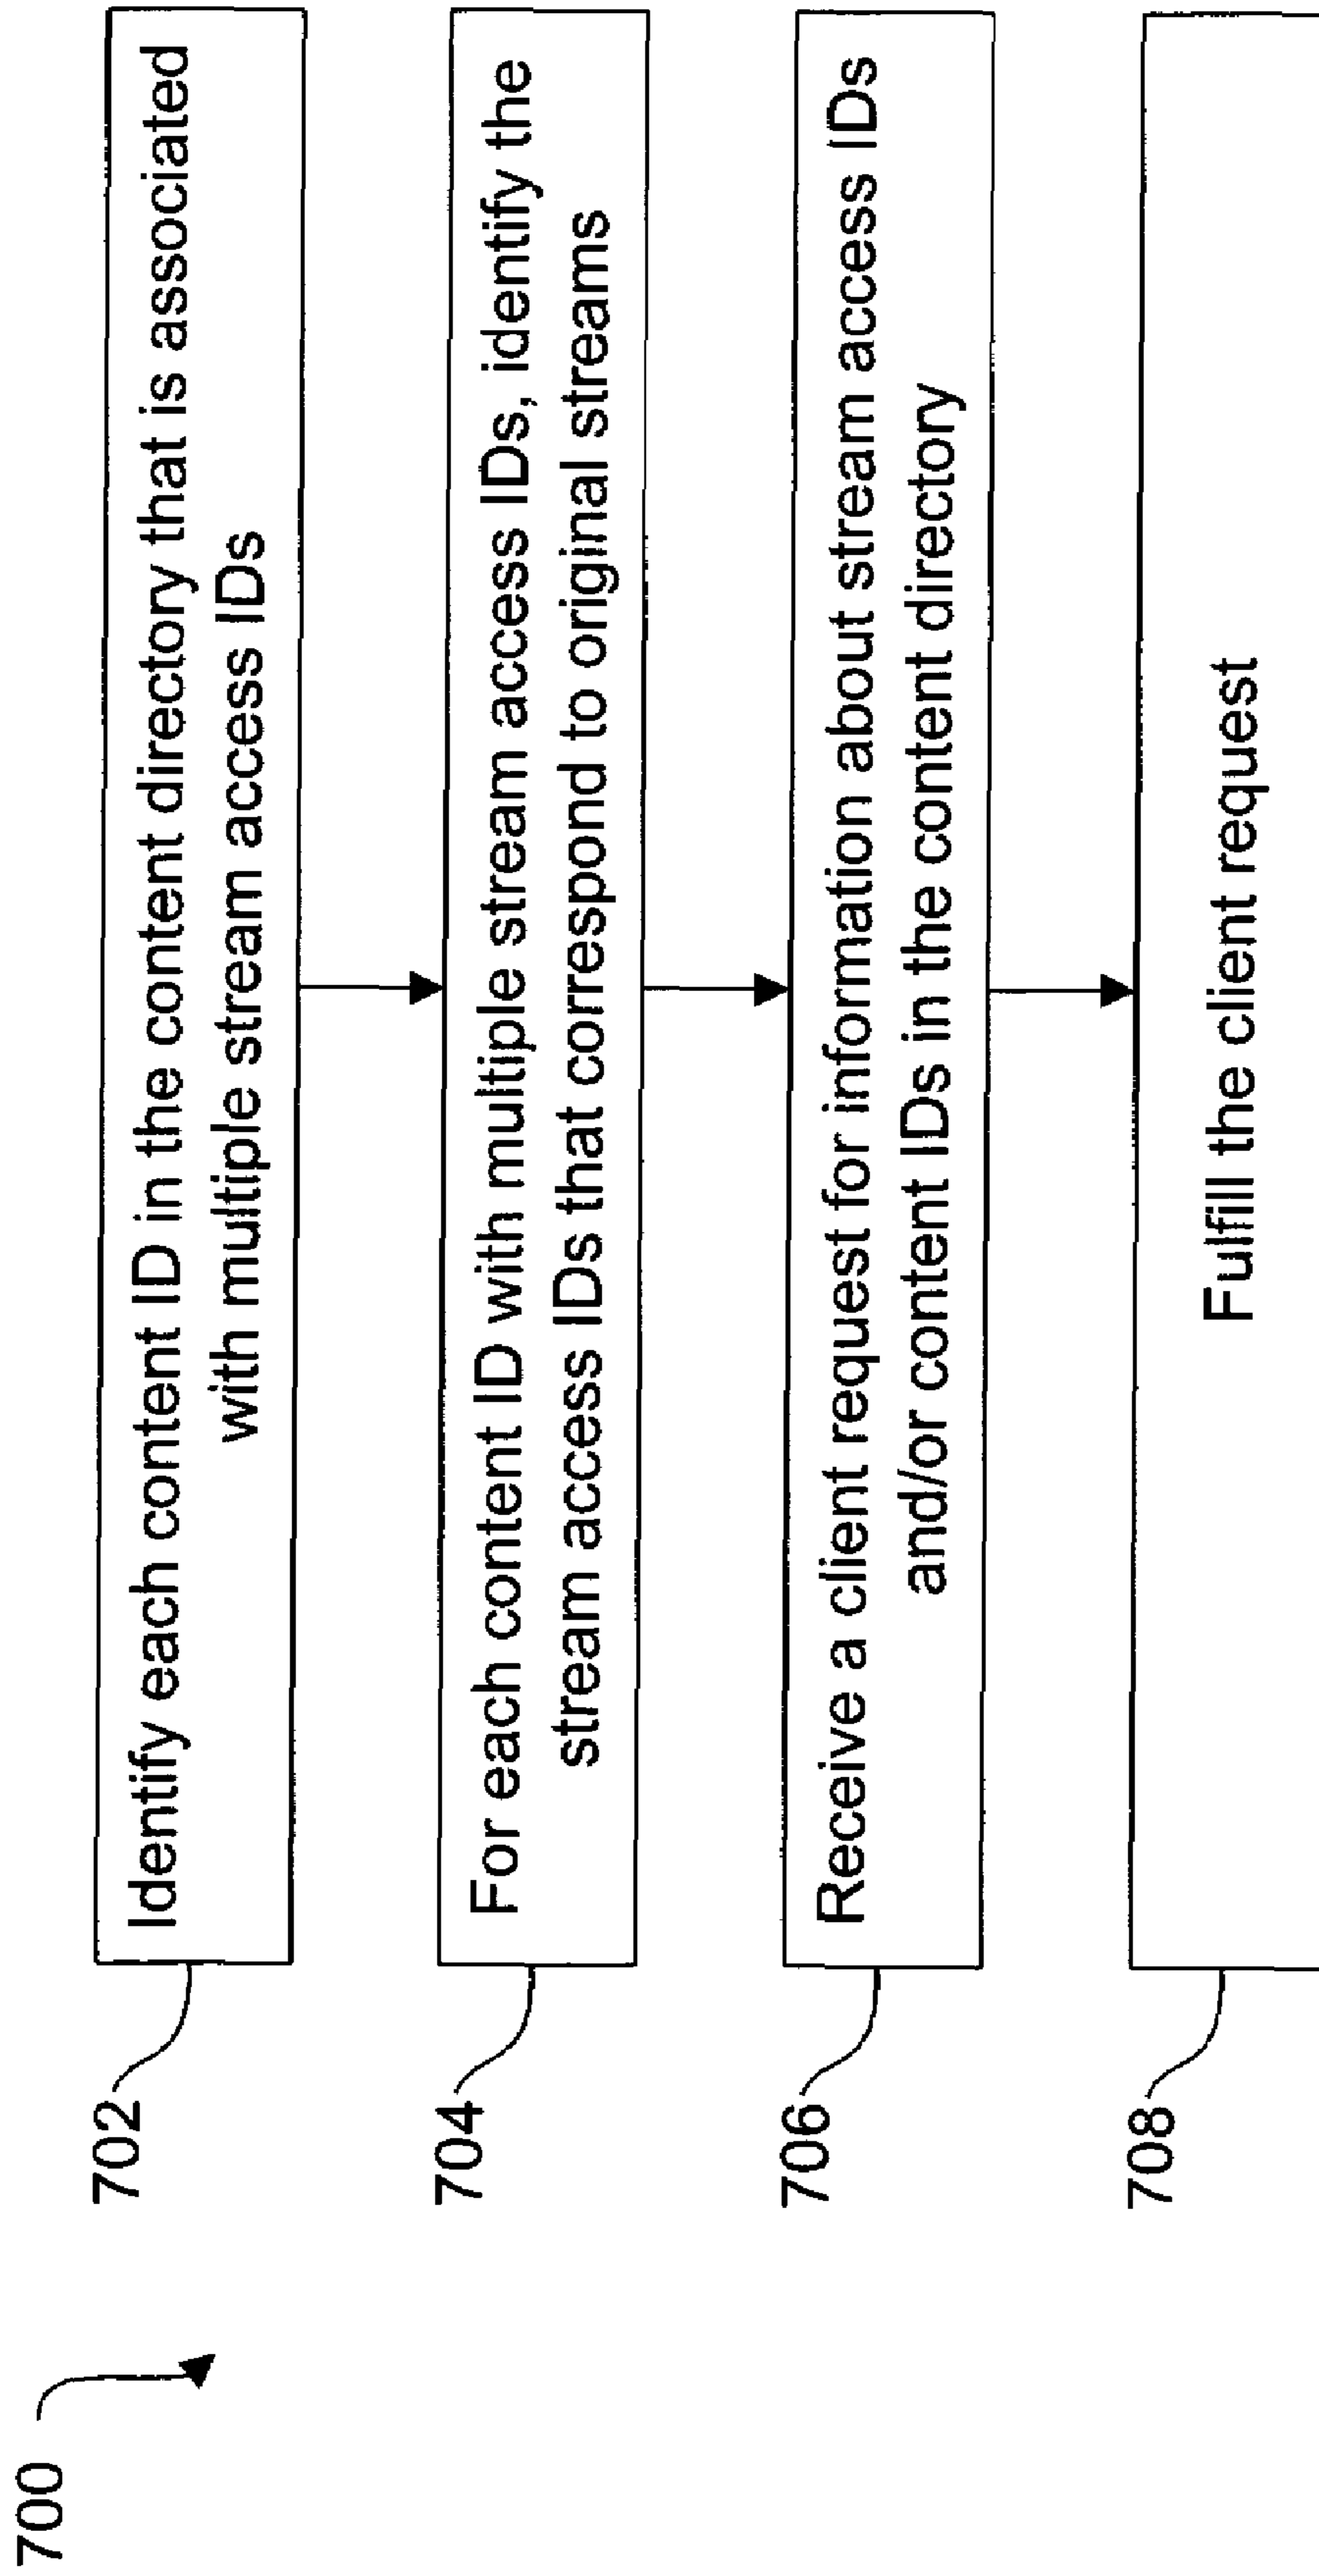 700
702
Identify each content ID in the content directory that is associated
with multiple stream access IDs
704
For each content ID with multiple stream access IDs, identify the
stream access IDs that correspond to original streams
706
Receive a client request for information about stream access IDs
and/or content IDs in the content directory
708
Fulfill the client request